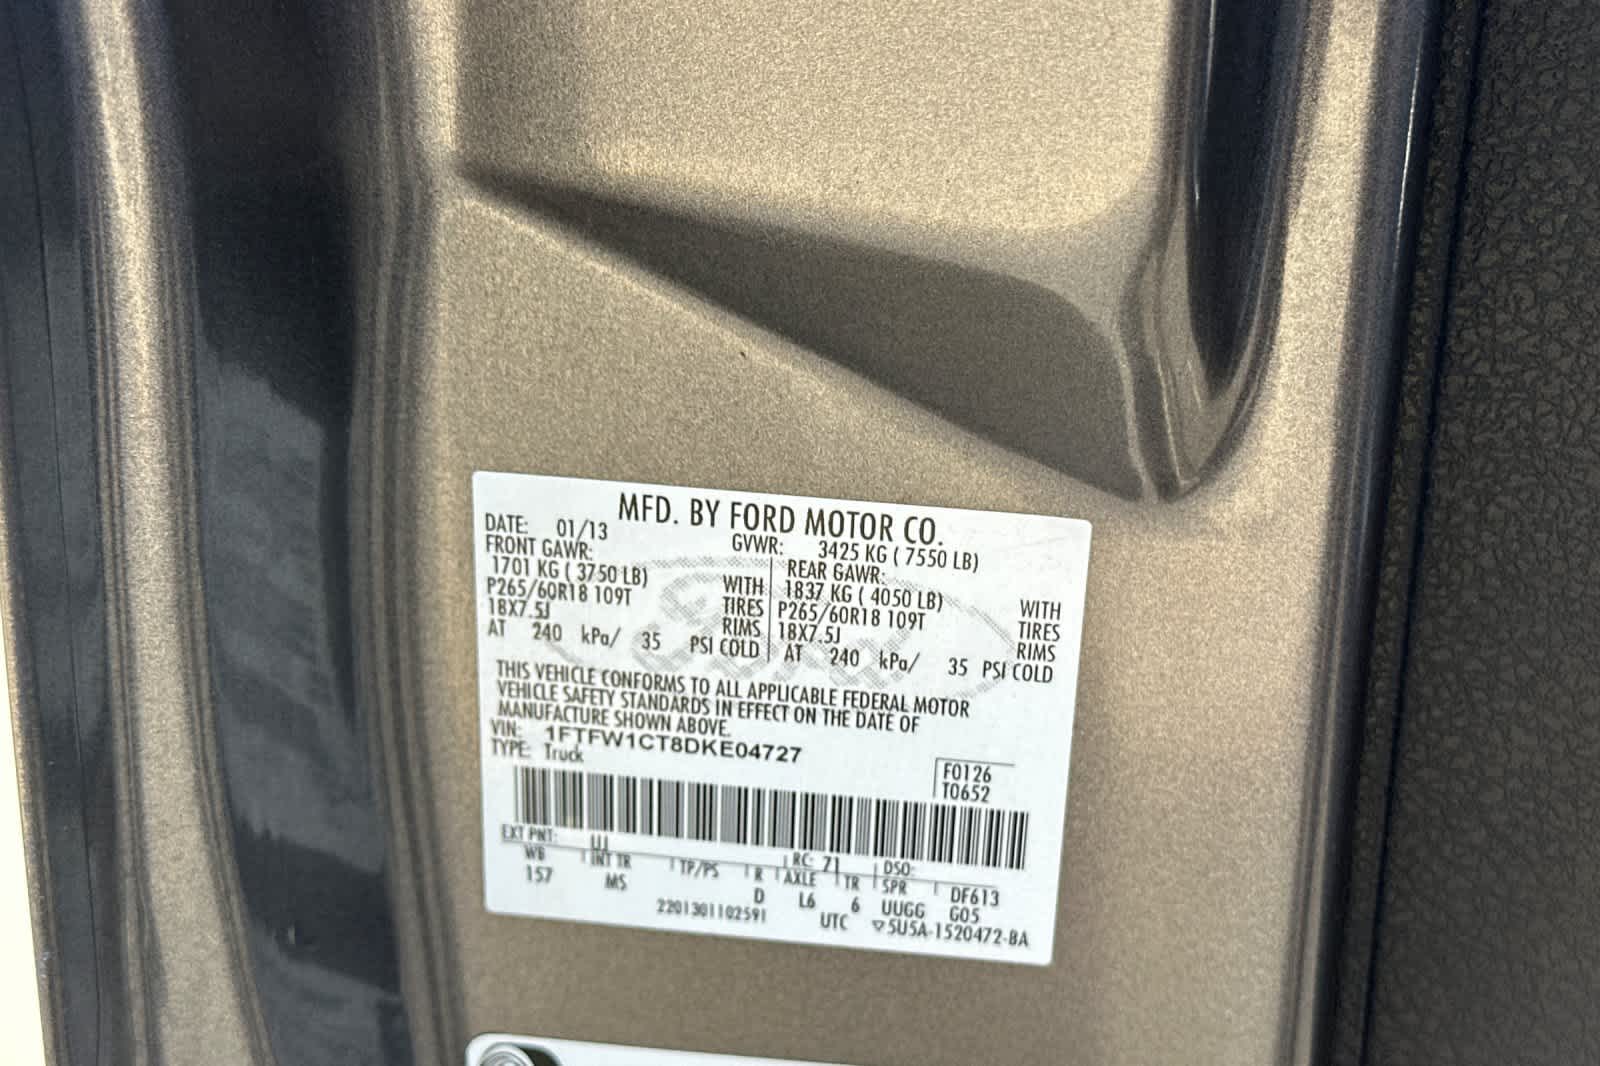 MFD. BY FORD MOTOR CO.
DATE: 01/13 GVWR: 3425 KG ( 7550 LB)
FRONT GAWR: REAR GAWR:
1701 KG ( 3750 LB) WITH 1837 KG ( 4050 LB) WITH
P265/60R18 109T TIRES P265/60R18 109T TIRES
18X7.5J RIMS 18X7.5J RIMS
AT 240 kPa/ 35 PSI COLD AT 240 kPa/ 35 PSI COLD
THIS VEHICLE CONFORMS TO ALL APPLICABLE FEDERAL MOTOR
VEHICLE SAFETY STANDARDS IN EFFECT ON THE DATE OF
MANUFACTURE SHOWN ABOVE.
VIN: 1FTFW1CT8DKE04727
TYPE: Truck
F0126
T0652
EXT PNT: UJ RC: 71 DSO:
WB INT TR TP/PS R AXLE TR SPR DF613
157 MS D L6 6 UUGG G05
2201301102591 UTC ▽5U5A-1520472-BA
Ford